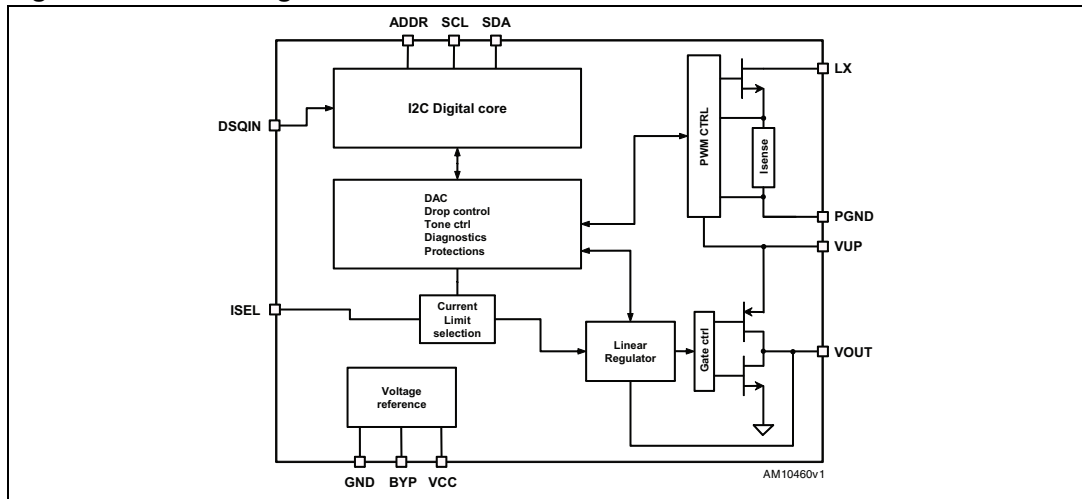 ADDR SCL SDA
LX
I2C Digital core
DSQIN
PWM CTRL
Isense
DAC
Drop control
Tone ctrl
Diagnostics
Protections
PGND
VUP
ISEL
Current
Limit
selection
Linear
Regulator
Gate ctrl
VOUT
Voltage
reference
GND BYP VCC
AM10460v1